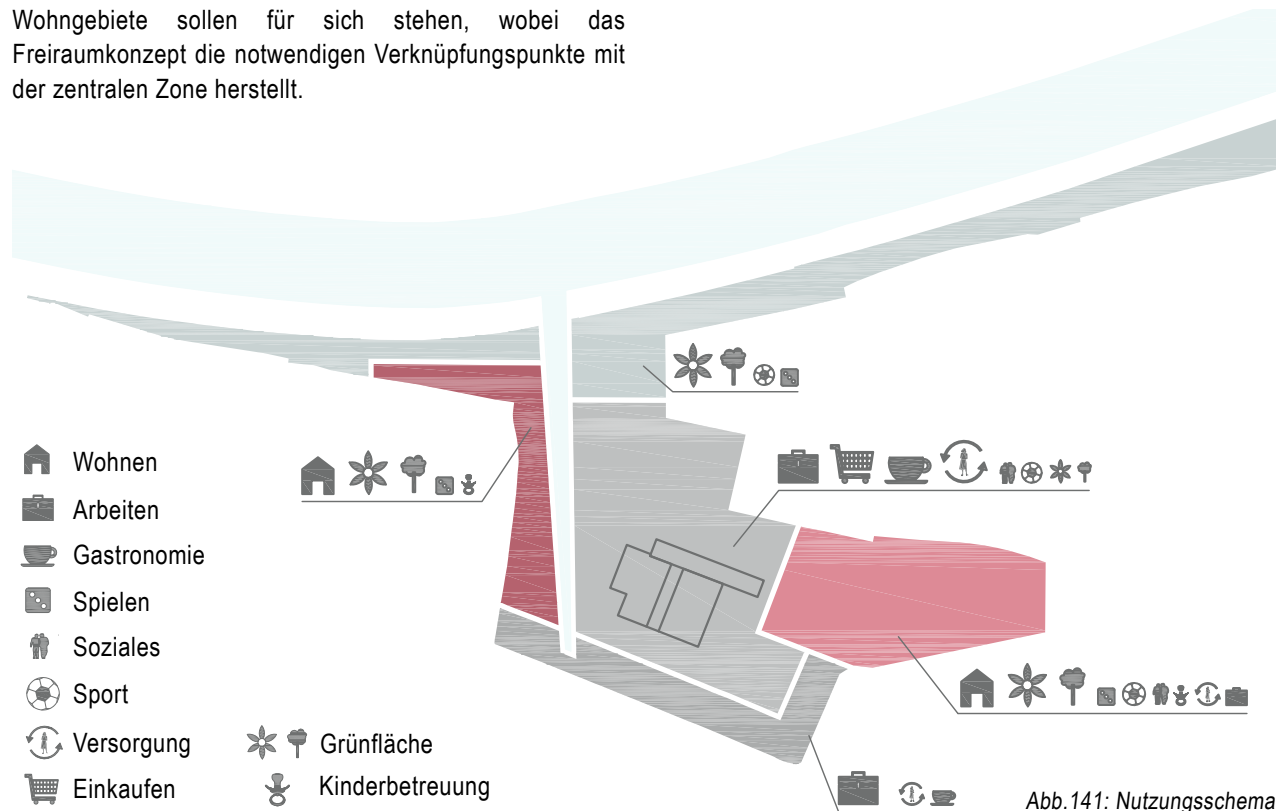 Wohngebiete sollen für sich stehen, wobei das
Freiraumkonzept die notwendigen Verknüpfungspunkte mit
der zentralen Zone herstellt.
Wohnen
Arbeiten
Gastronomie
Spielen
Soziales
Sport
Versorgung
Einkaufen
Grünfläche
Kinderbetreuung
Abb.141: Nutzungsschema